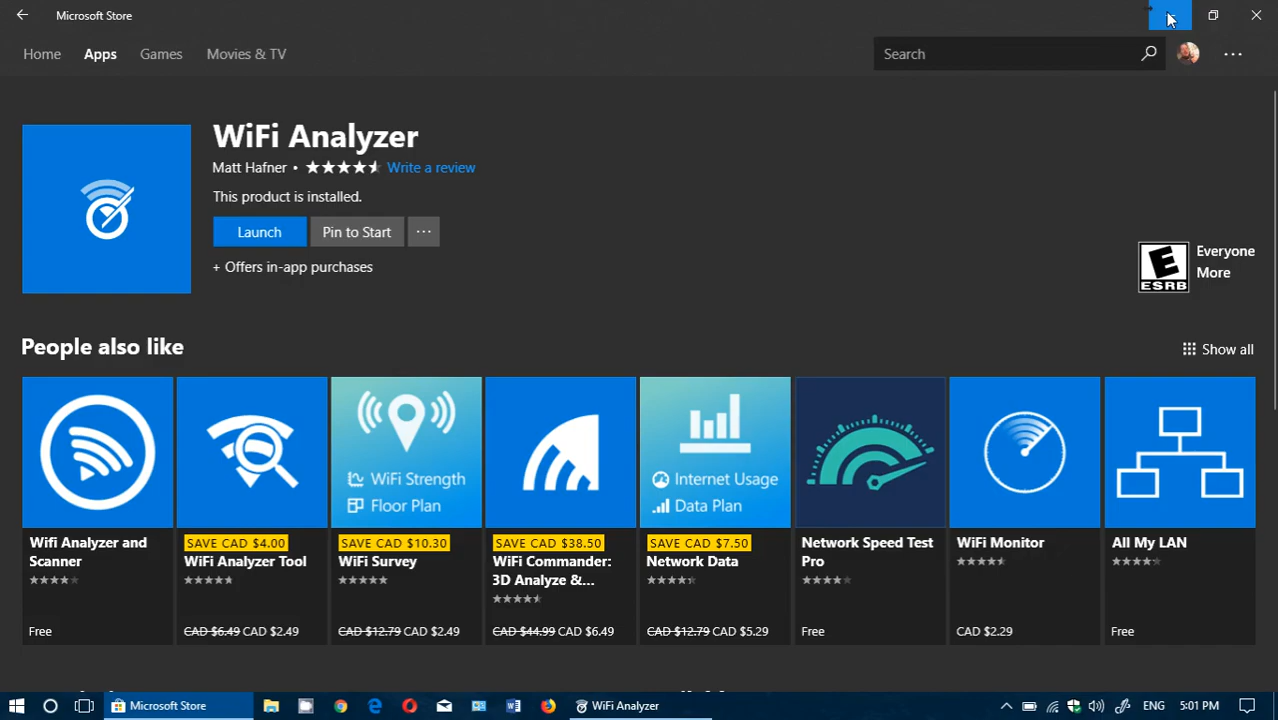 Microsoft Store
Home Apps Games Movies & TV
Search
WiFi Analyzer
Matt Hafner • Write a review
This product is installed.
Launch Pin to Start ...
+ Offers in-app purchases
E
ESRB
Everyone
More
People also like
Show all
WiFi Strength
Floor Plan
Internet Usage
Data Plan
Wifi Analyzer and
Scanner
Free
SAVE CAD $4.00
WiFi Analyzer Tool
CAD $6.49 CAD $2.49
SAVE CAD $10.30
WiFi Survey
CAD $12.79 CAD $2.49
SAVE CAD $38.50
WiFi Commander:
3D Analyze &...
CAD $44.99 CAD $6.49
SAVE CAD $7.50
Network Data
CAD $12.79 CAD $5.29
Network Speed Test
Pro
Free
WiFi Monitor
CAD $2.29
All My LAN
Free
Microsoft Store WiFi Analyzer ENG 5:01 PM